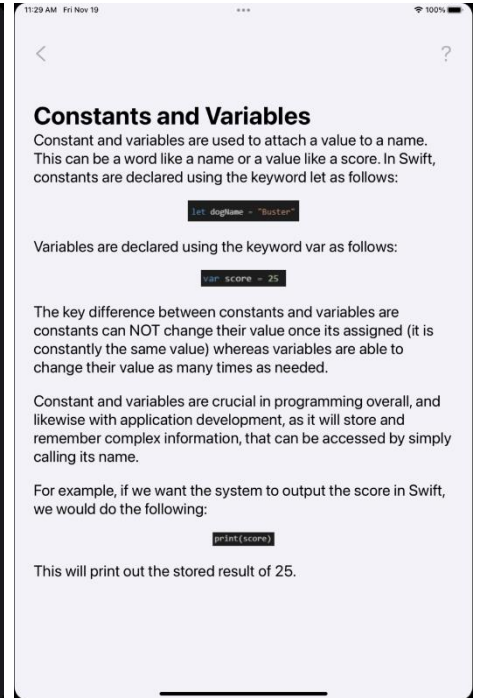 11:29 AM Fri Nov 19
100%
?
Constants and Variables
Constant and variables are used to attach a value to a name.
This can be a word like a name or a value like a score. In Swift,
constants are declared using the keyword let as follows:
let dogName = "Buster"
Variables are declared using the keyword var as follows:
var score = 25
The key difference between constants and variables are
constants can NOT change their value once its assigned (it is
constantly the same value) whereas variables are able to
change their value as many times as needed.
Constant and variables are crucial in programming overall, and
likewise with application development, as it will store and
remember complex information, that can be accessed by simply
calling its name.
For example, if we want the system to output the score in Swift,
we would do the following:
print(score)
This will print out the stored result of 25.